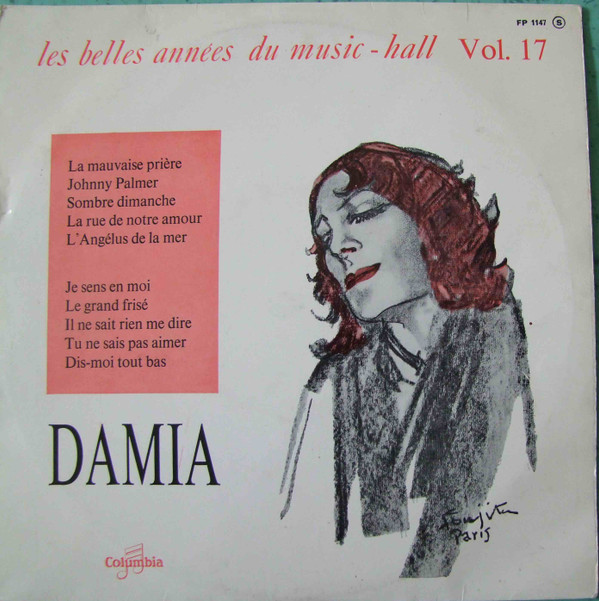 FP 1147 S
les belles années du music-hall Vol. 17
La mauvaise prière
Johnny Palmer
Sombre dimanche
La rue de notre amour
L'Angélus de la mer
Je sens en moi
Le grand frisé
Il ne sait rien me dire
Tu ne sais pas aimer
Dis-moi tout bas
DAMIA
Foujita
Paris
Columbia